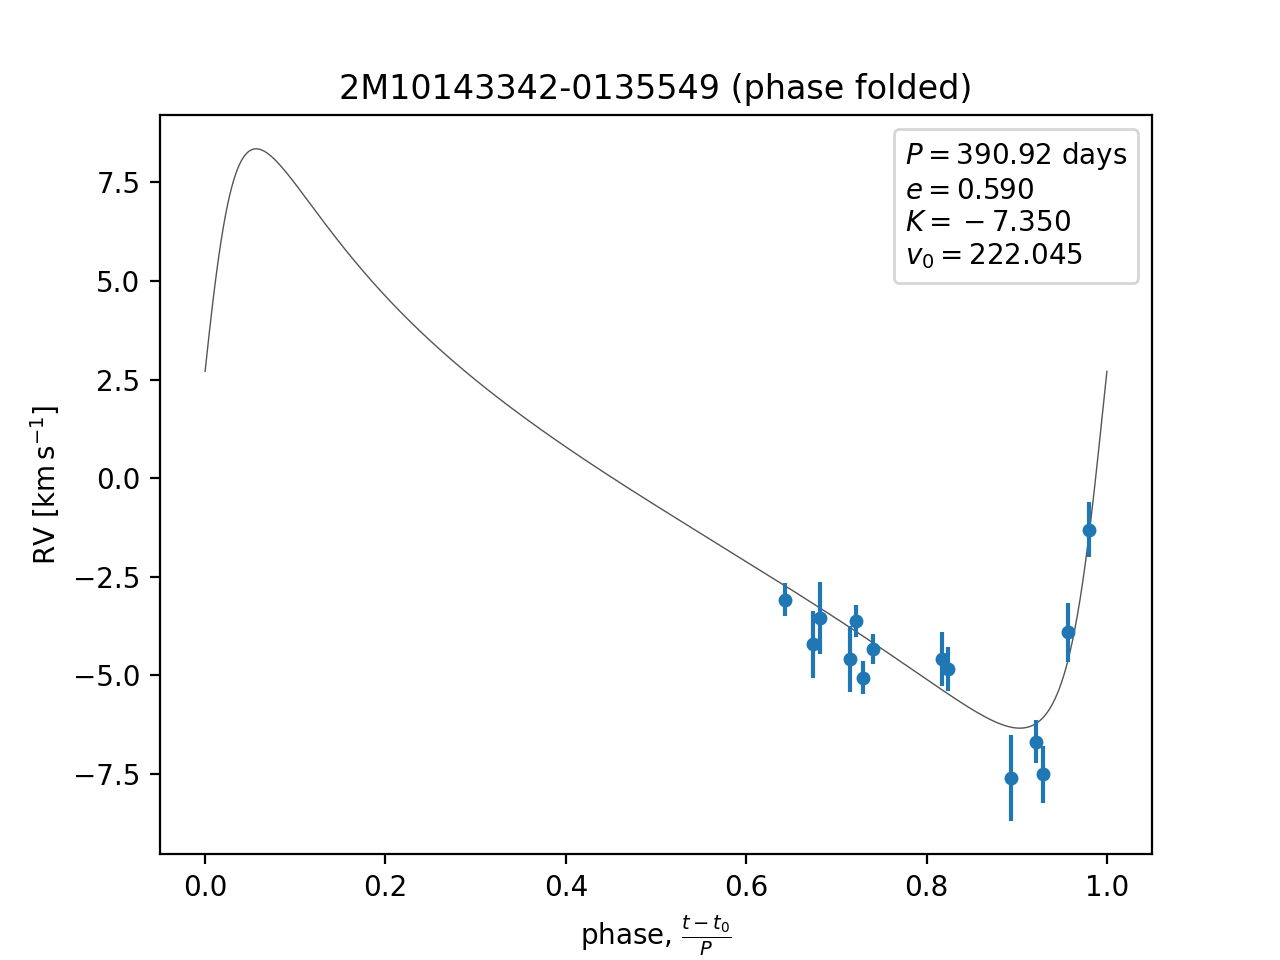 2M10143342-0135549 (phase folded)
P = 390.92 days
e = 0.590
K = −7.350
v₀ = 222.045
RV [km s⁻¹]
7.5
5.0
2.5
0.0
−2.5
−5.0
−7.5
0.0 0.2 0.4 0.6 0.8 1.0
phase, (t − t₀)/P